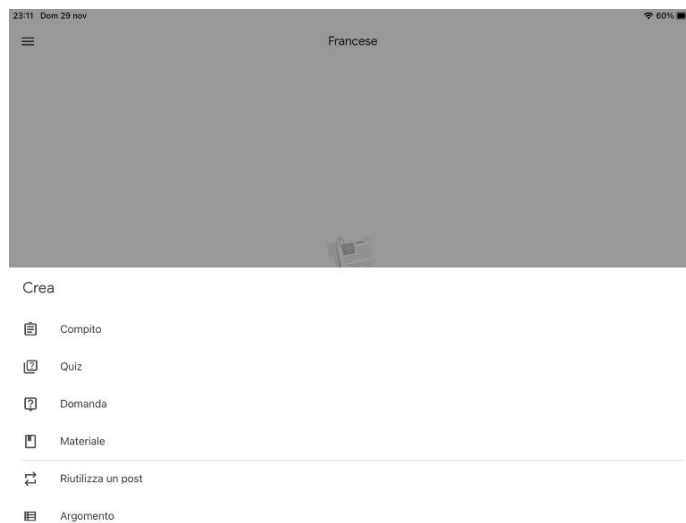 23:11 Dom 29 nov 60%
Francese
Crea
Compito
Quiz
Domanda
Materiale
Riutilizza un post
Argomento